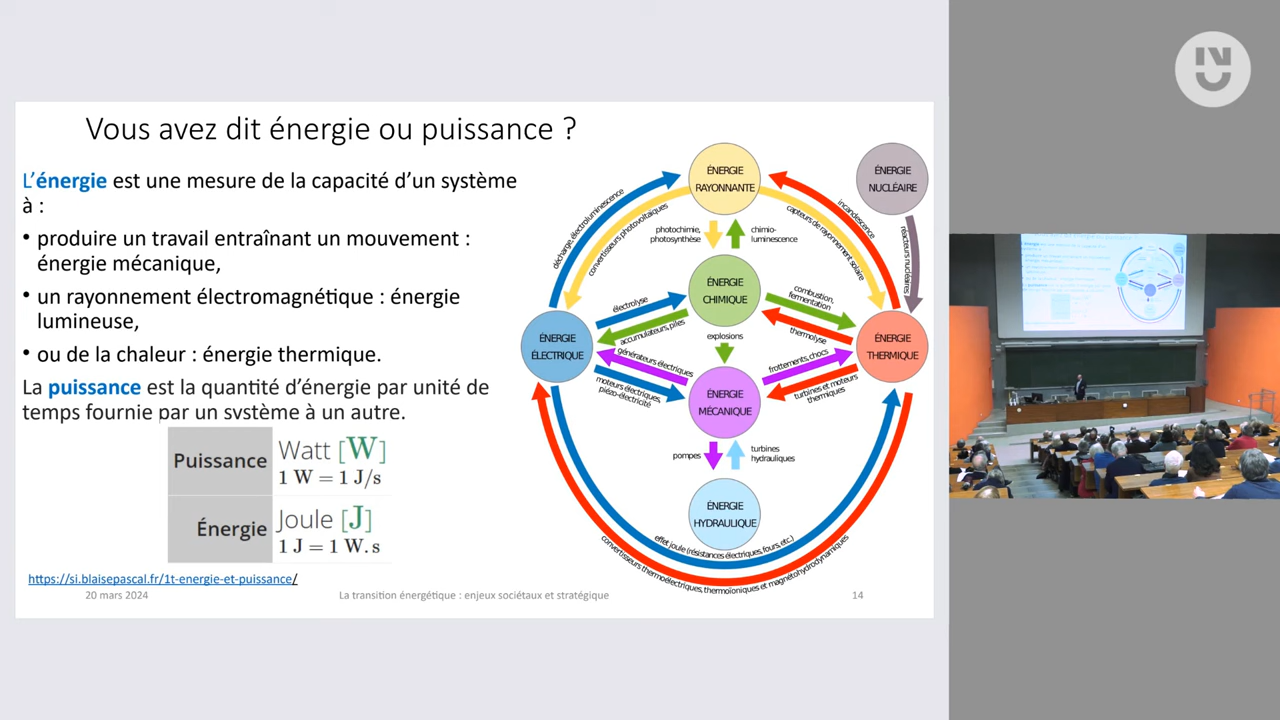 Vous avez dit énergie ou puissance ?
L'énergie est une mesure de la capacité d'un système
à :
• produire un travail entraînant un mouvement :
énergie mécanique,
• un rayonnement électromagnétique : énergie
lumineuse,
• ou de la chaleur : énergie thermique.
La puissance est la quantité d'énergie par unité de
temps fournie par un système à un autre.
Puissance
Watt [W]
1 W = 1 J/s
Énergie
Joule [J]
1 J = 1 W.s
https://si.blaisepascal.fr/1t-energie-et-puissance/
20 mars 2024
La transition énergétique : enjeux sociétaux et stratégique
14
ÉNERGIE
RAYONNANTE
ÉNERGIE
NUCLÉAIRE
décharge, électroluminescence
convertisseurs photovoltaïques
photochimie,
photosynthèse
chimio-
luminescence
capteurs de rayonnement solaire
incandescence
réacteurs nucléaires
ÉNERGIE
CHIMIQUE
électrolyse
accumulateurs, piles
combustion,
fermentation
thermolyse
ÉNERGIE
ÉLECTRIQUE
explosions
ÉNERGIE
THERMIQUE
générateurs électriques
moteurs électriques,
piézo-électricité
frottements, chocs
turbines et moteurs
thermiques
ÉNERGIE
MÉCANIQUE
pompes
turbines
hydrauliques
ÉNERGIE
HYDRAULIQUE
effet joule (résistances électriques, fours, etc.)
convertisseurs thermoélectriques, thermoïoniques et magnétohydrodynamiques